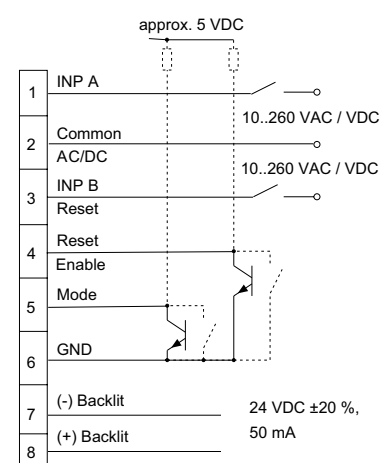 approx. 5 VDC
1 INP A
10..260 VAC / VDC
2 Common
AC/DC
10..260 VAC / VDC
3 INP B
Reset
4 Reset
Enable
5 Mode
6 GND
7 (-) Backlit
24 VDC ±20 %,
50 mA
8 (+) Backlit